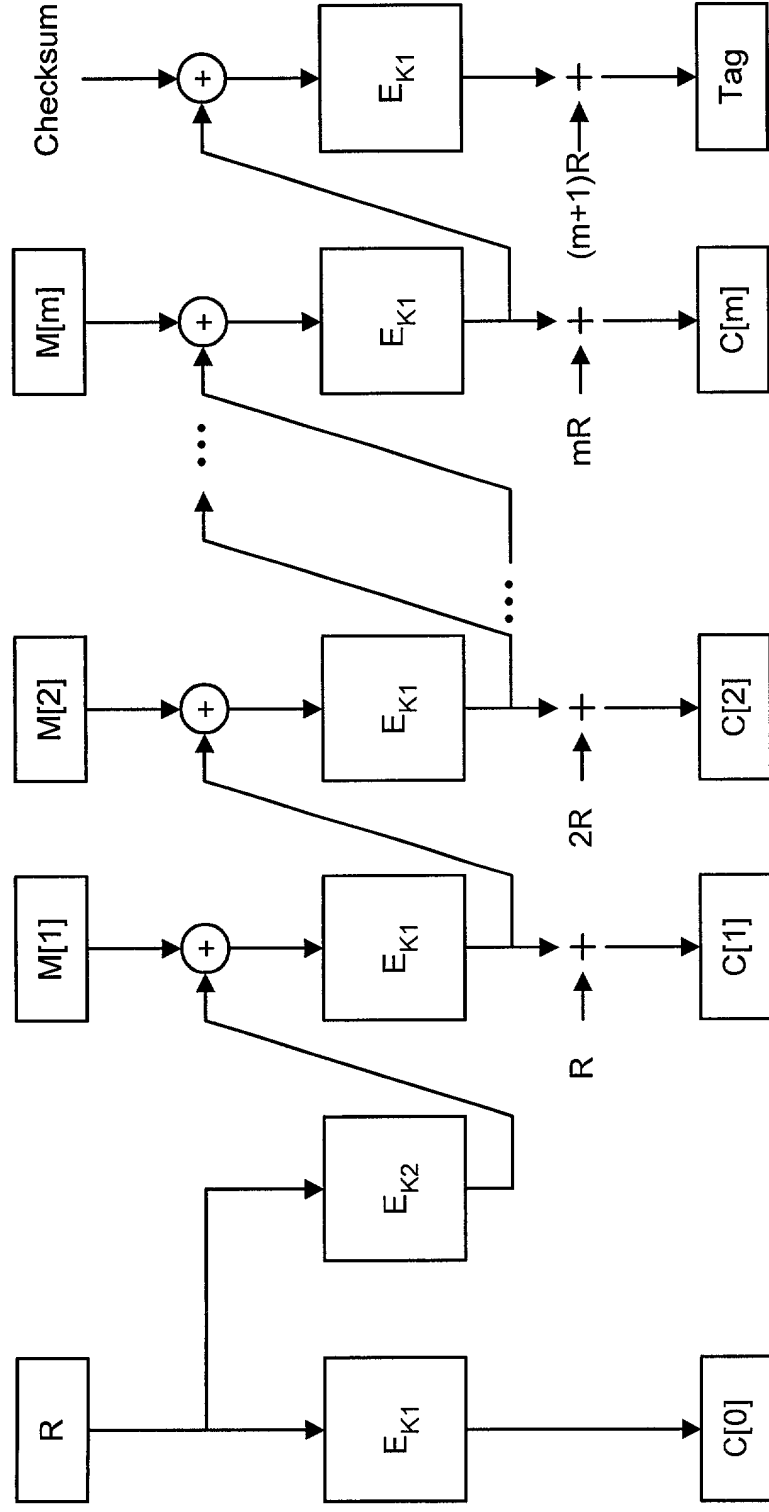 R
M[1]
M[2]
M[m]
Checksum
...
E_K1
E_K2
E_K1
E_K1
E_K1
E_K1
...
R
2R
mR
(m+1)R
C[0]
C[1]
C[2]
C[m]
Tag